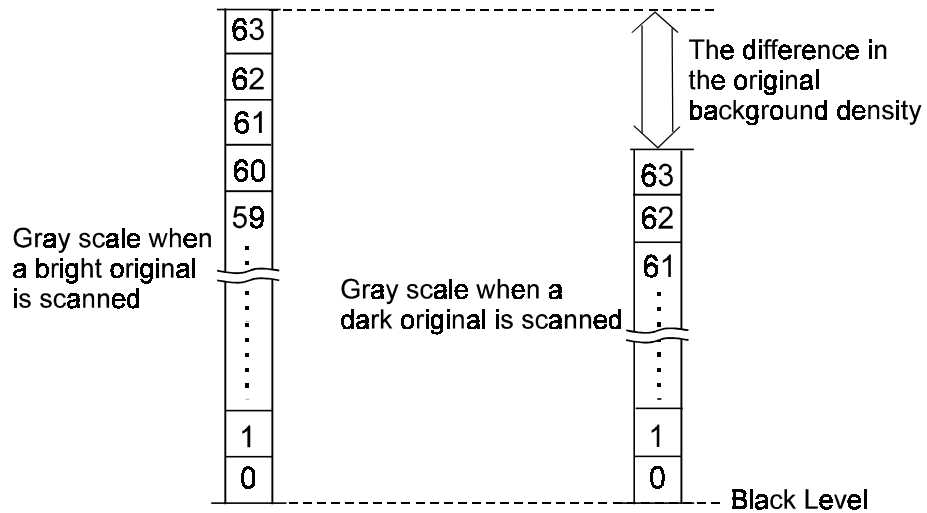 63
62
61
60
59
1
0
Gray scale when
a bright original
is scanned
Gray scale when a
dark original is scanned
63
62
61
1
0
The difference in
the original
background density
Black Level